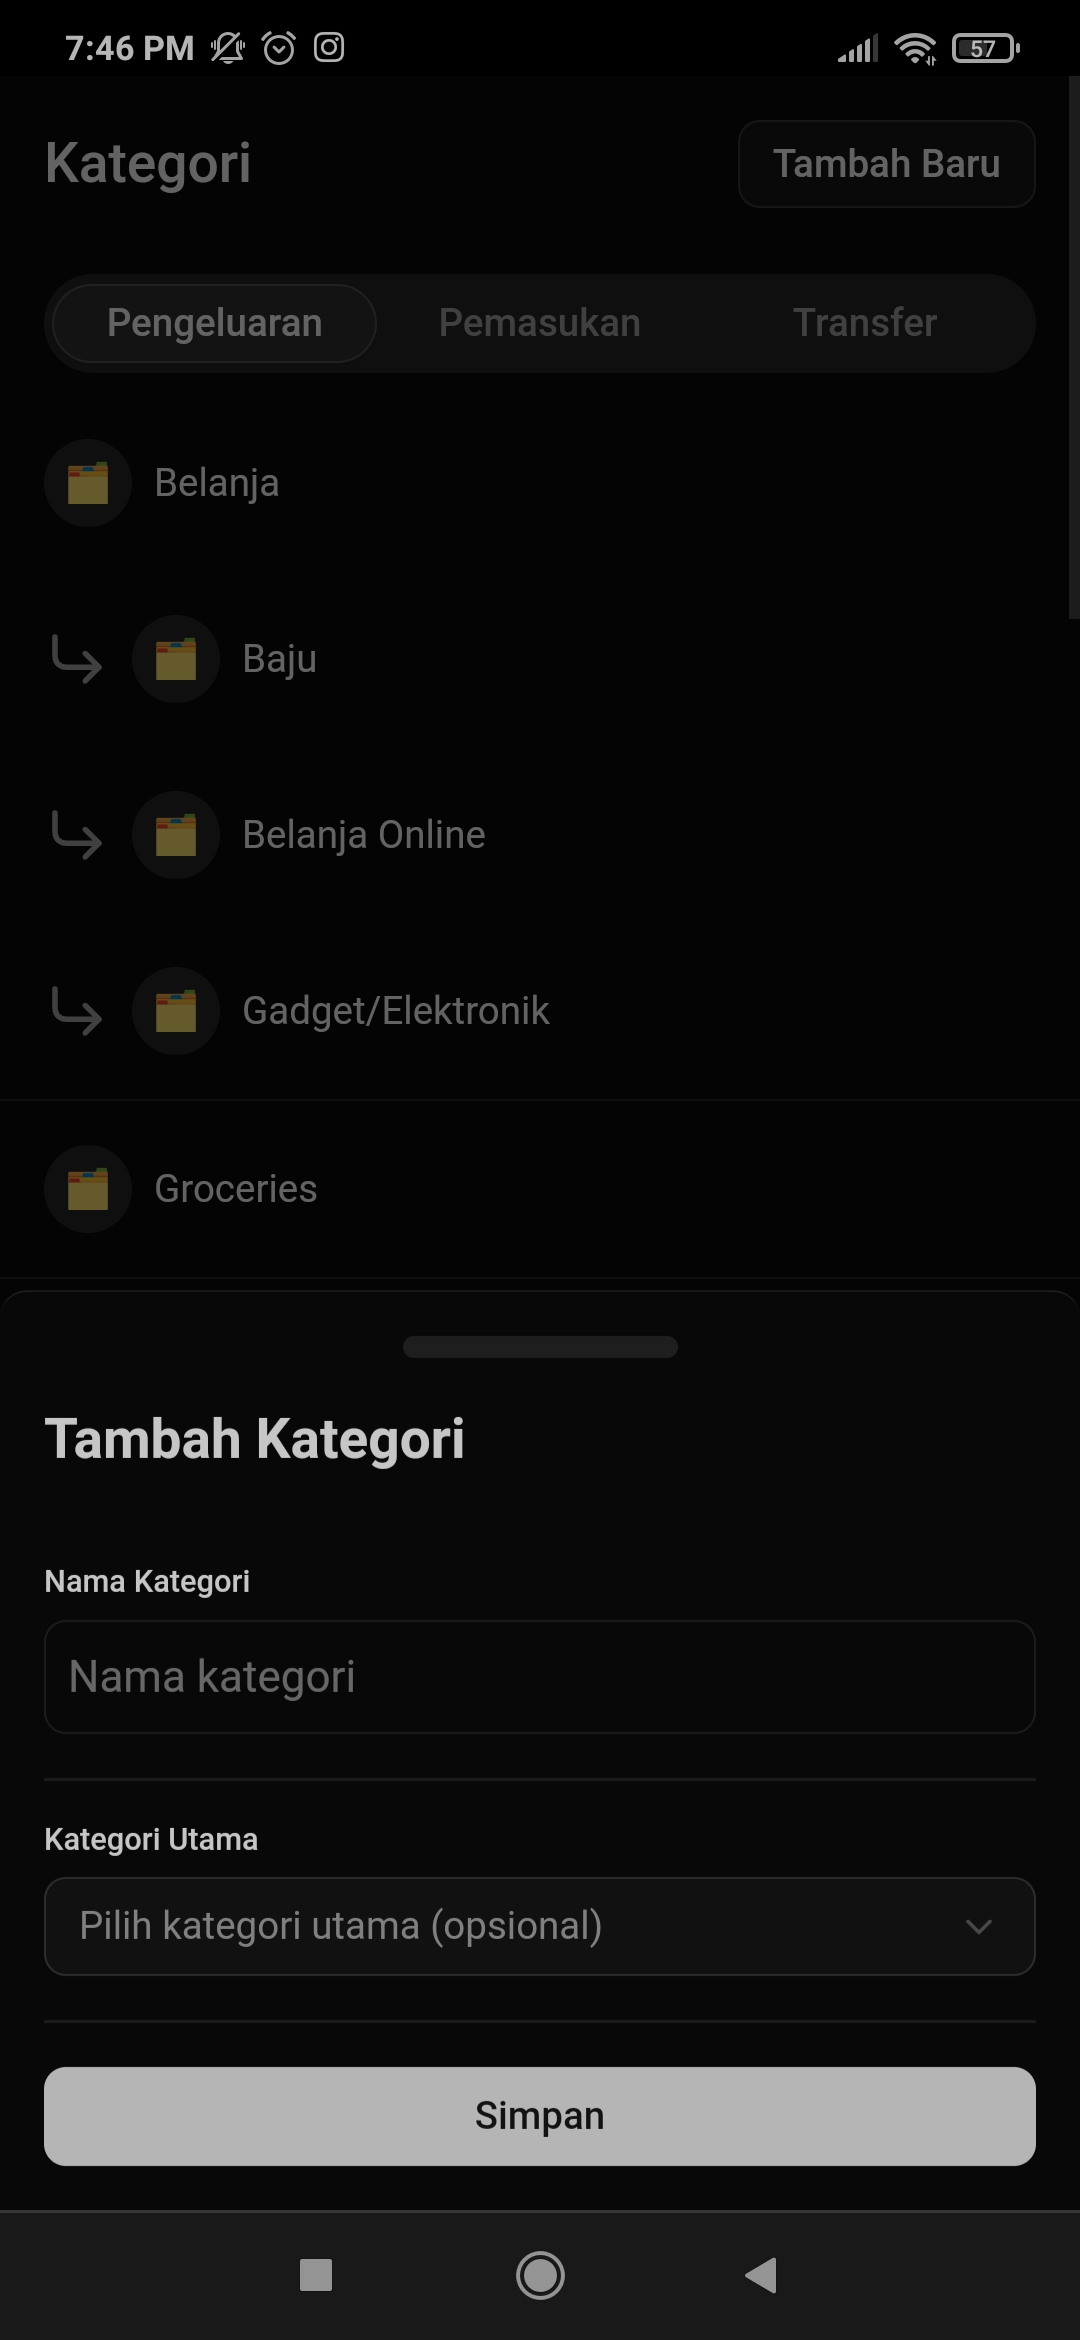 7:46 PM
57
Kategori
Tambah Baru
Pengeluaran
Pemasukan
Transfer
Belanja
Baju
Belanja Online
Gadget/Elektronik
Groceries
Tambah Kategori
Nama Kategori
Nama kategori
Kategori Utama
Pilih kategori utama (opsional)
Simpan